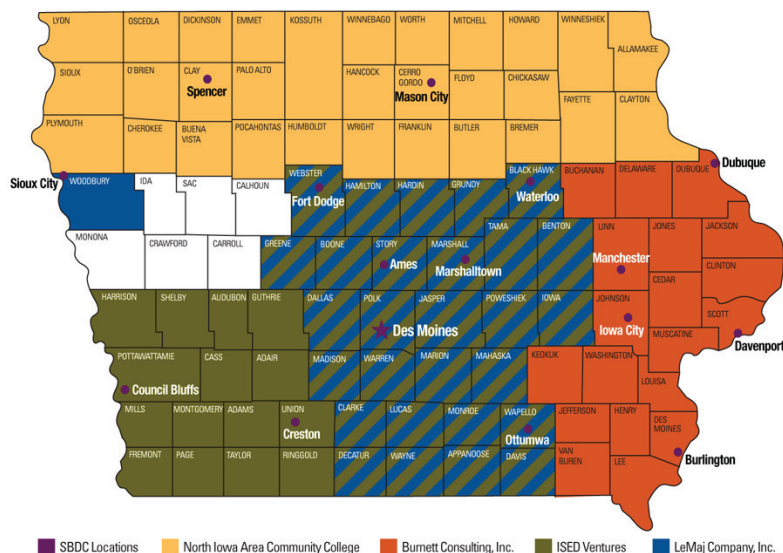 LYON
OSCEOLA
DICKINSON
EMMET
KOSSUTH
WINNEBAGO
WORTH
MITCHELL
HOWARD
WINNESHIEK
ALLAMAKEE
SIOUX
O'BRIEN
CLAY
Spencer
PALO ALTO
HANCOCK
CERRO
GORDO
Mason City
FLOYD
CHICKASAW
FAYETTE
CLAYTON
PLYMOUTH
CHEROKEE
BUENA
VISTA
POCAHONTAS
HUMBOLDT
WRIGHT
FRANKLIN
BUTLER
BREMER
Sioux City
WOODBURY
IDA
SAC
CALHOUN
WEBSTER
Fort Dodge
HAMILTON
HARDIN
GRUNDY
BLACK HAWK
Waterloo
BUCHANAN
DELAWARE
DUBUQUE
Dubuque
MONONA
CRAWFORD
CARROLL
GREENE
BOONE
STORY
Ames
MARSHALL
Marshalltown
TAMA
BENTON
LINN
Manchester
JONES
JACKSON
CLINTON
CEDAR
HARRISON
SHELBY
AUDUBON
GUTHRIE
DALLAS
POLK
Des Moines
JASPER
POWESHIEK
IOWA
JOHNSON
Iowa City
SCOTT
Davenport
MUSCATINE
POTTAWATTAMIE
Council Bluffs
CASS
ADAIR
MADISON
WARREN
MARION
MAHASKA
KEOKUK
WASHINGTON
LOUISA
MILLS
MONTGOMERY
ADAMS
UNION
Creston
CLARKE
LUCAS
MONROE
WAPELLO
Ottumwa
JEFFERSON
HENRY
DES
MOINES
Burlington
FREMONT
PAGE
TAYLOR
RINGGOLD
DECATUR
WAYNE
APPANOOSE
DAVIS
VAN
BUREN
LEE
SBDC Locations
North Iowa Area Community College
Burnett Consulting, Inc.
ISED Ventures
LeMaj Company, Inc.